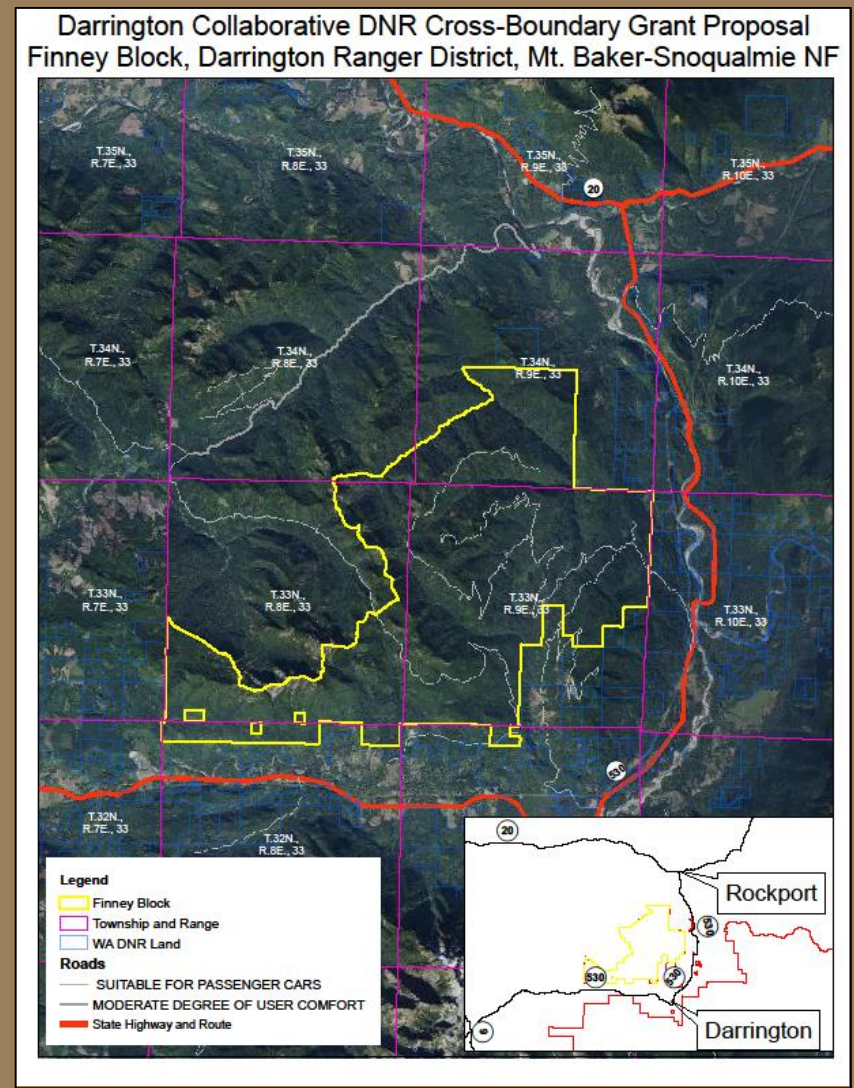 Darrington Collaborative DNR Cross-Boundary Grant Proposal
Finney Block, Darrington Ranger District, Mt. Baker-Snoqualmie NF
T.35N.,
R.7E., 33
T.35N.,
R.8E., 33
T.35N.,
R.9E., 33
T.35N.,
R.10E., 33
20
T.34N.,
R.7E., 33
T.34N.,
R.8E., 33
T.34N.,
R.9E., 33
T.34N.,
R.10E., 33
T.33N.,
R.7E., 33
T.33N.,
R.8E., 33
T.33N.,
R.9E., 33
T.33N.,
R.10E., 33
530
T.32N.,
R.7E., 33
T.32N.,
R.8E., 33
Legend
Finney Block
Township and Range
WA DNR Land
Roads
SUITABLE FOR PASSENGER CARS
MODERATE DEGREE OF USER COMFORT
State Highway and Route
20
Rockport
530
530
530
Darrington